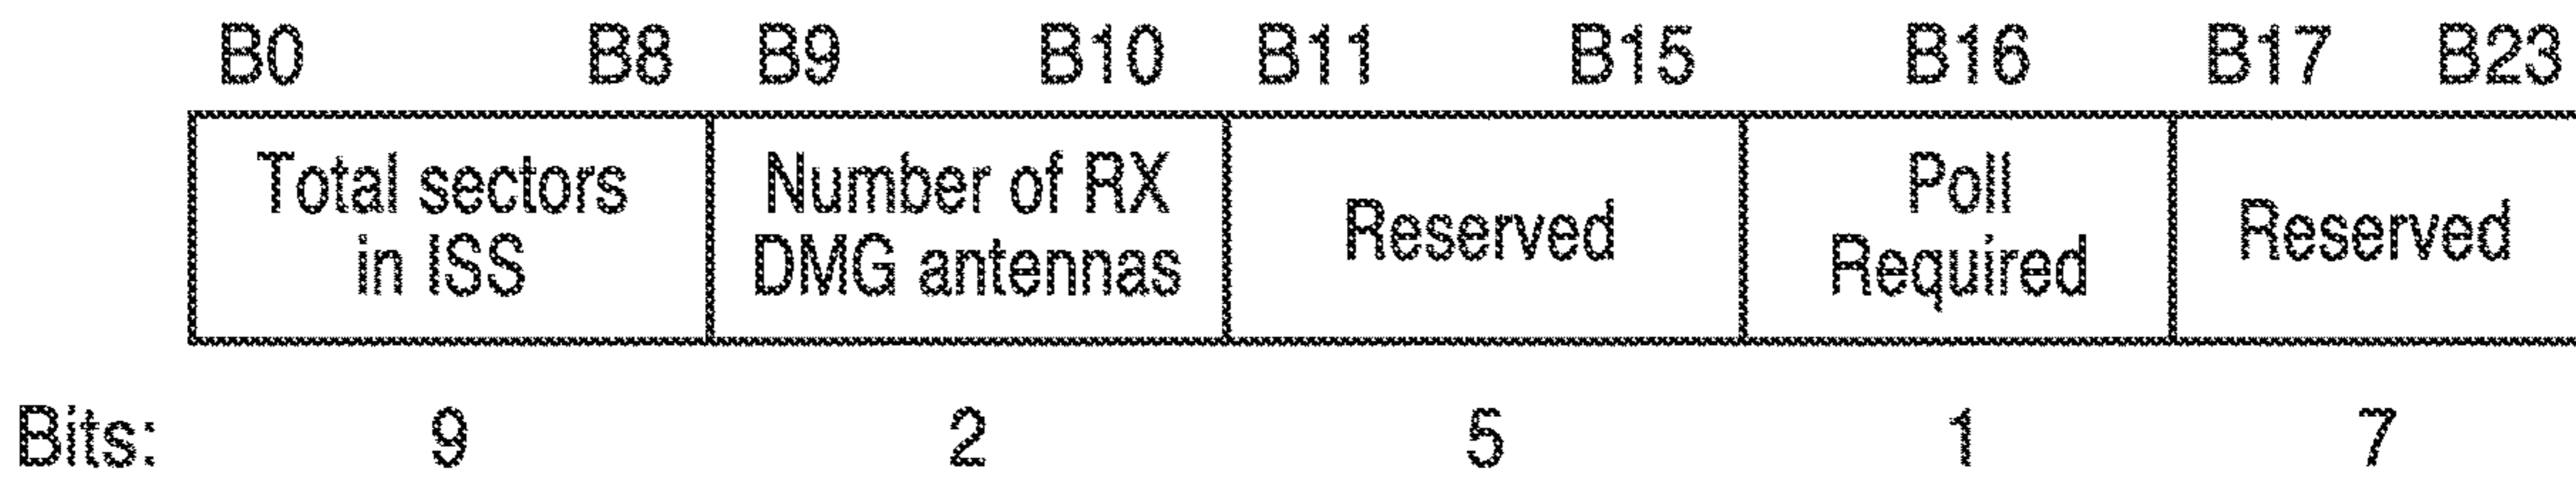 B0 B8 B9 B10 B11 B15 B16 B17 B23
Total sectors
in ISS
Number of RX
DMG antennas
Reserved
Poll
Required
Reserved
Bits: 9 2 5 1 7